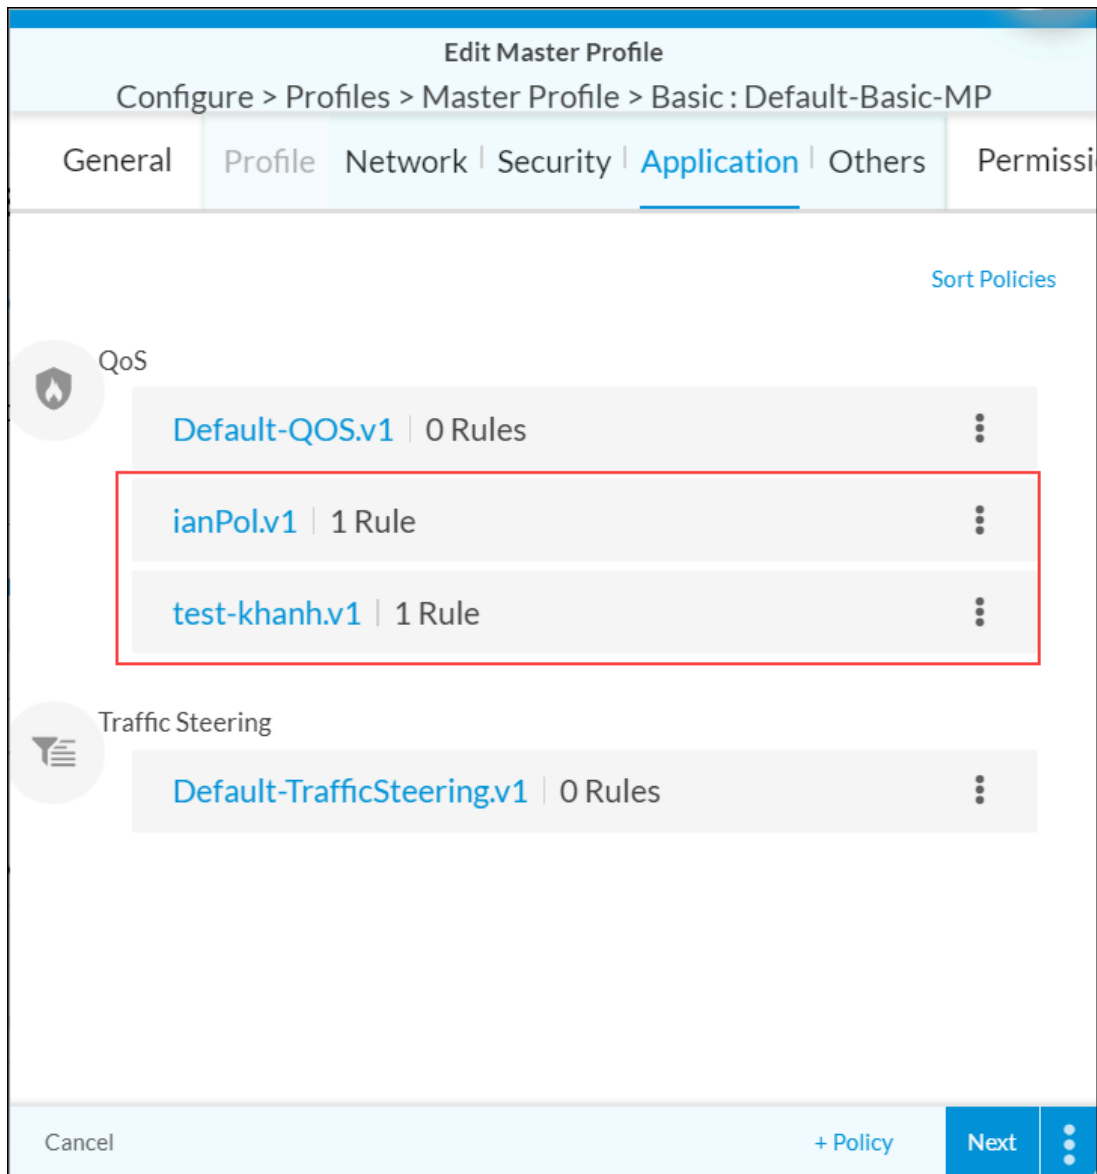 Edit Master Profile
Configure > Profiles > Master Profile > Basic : Default-Basic-MP
General Profile Network Security Application Others Permissi
Sort Policies
QoS
Default-QOS.v1 0 Rules
ianPol.v1 1 Rule
test-khanh.v1 1 Rule
Traffic Steering
Default-TrafficSteering.v1 0 Rules
Cancel + Policy Next